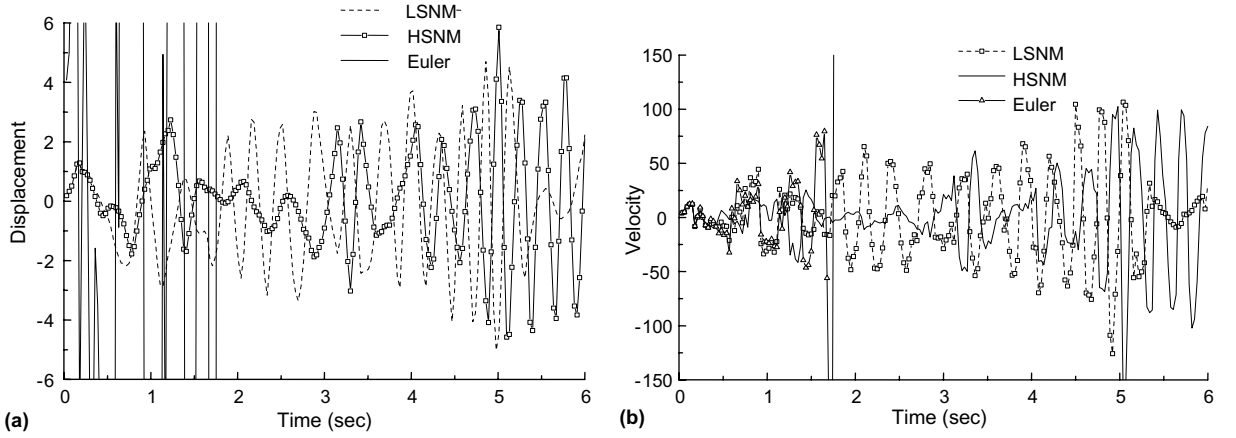 LSNM
HSNM
Euler
Displacement
6
4
2
0
-2
-4
-6
0 1 2 3 4 5 6
Time (sec)
(a)
LSNM
HSNM
Euler
Velocity
150
100
50
0
-50
-100
-150
0 1 2 3 4 5 6
Time (sec)
(b)